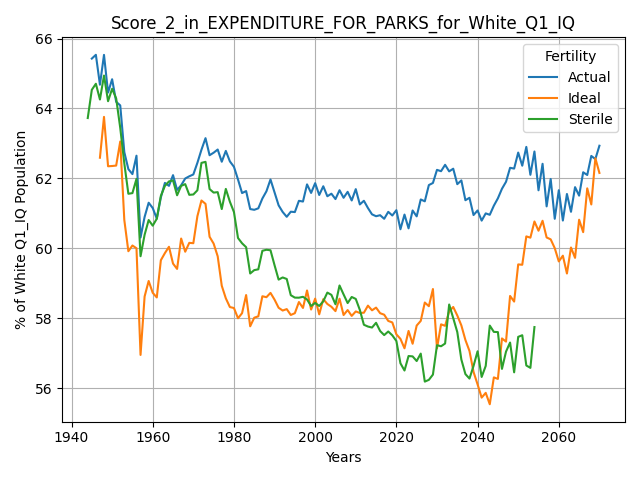 Score_2_in_EXPENDITURE_FOR_PARKS_for_White_Q1_IQ
Fertility
Actual
Ideal
Sterile
% of White Q1_IQ Population
66
64
62
60
58
56
1940 1960 1980 2000 2020 2040 2060
Years